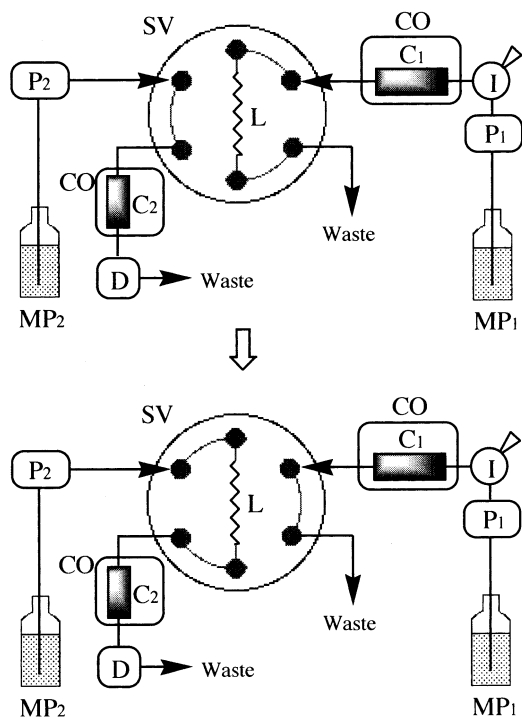 SV
CO
C1
P2
I
L
P1
CO
C2
Waste
D
Waste
MP2
MP1
SV
CO
C1
P2
I
L
P1
CO
C2
Waste
D
Waste
MP2
MP1